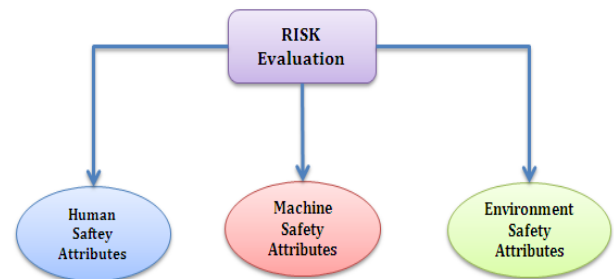 RISK
Evaluation
Human
Saftey
Attributes
Machine
Safety
Attributes
Environment
Safety
Attributes